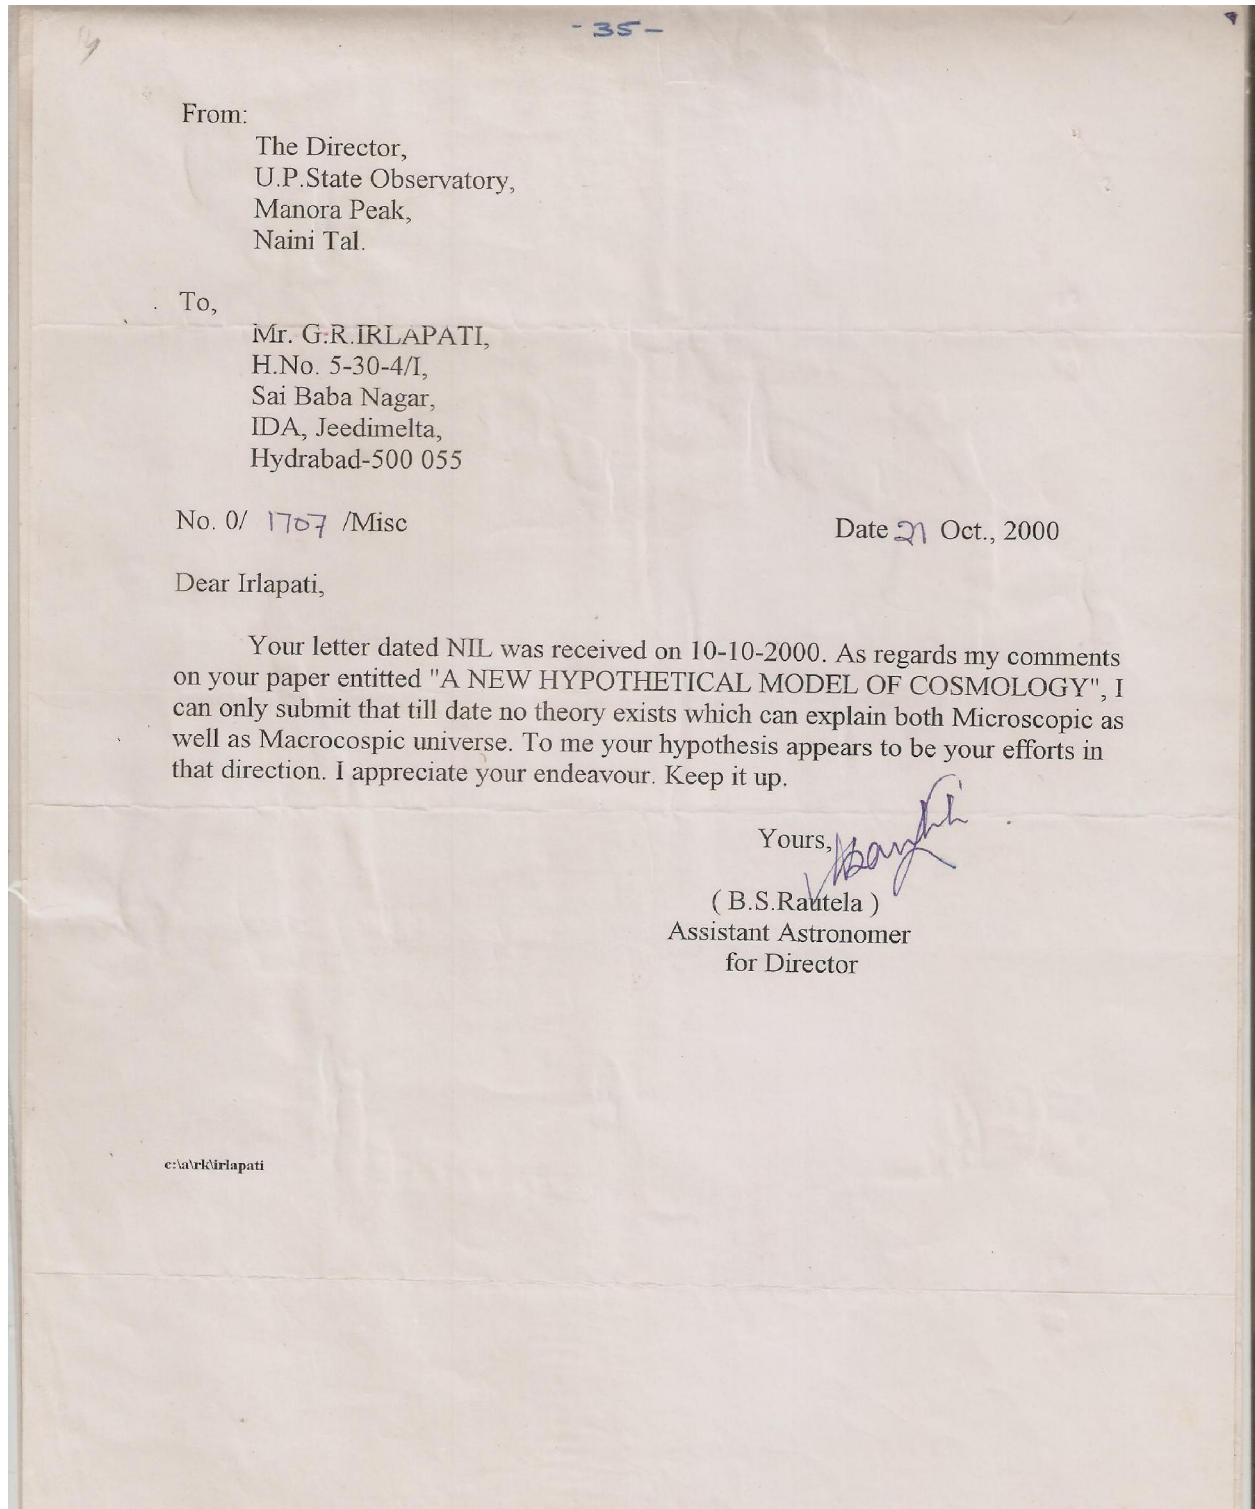 - 35 -
From:
The Director,
U.P.State Observatory,
Manora Peak,
Naini Tal.
To,
Mr. G.R.IRLAPATI,
H.No. 5-30-4/I,
Sai Baba Nagar,
IDA, Jeedimelta,
Hydrabad-500 055
No. 0/ 1707 /Misc
Date 21 Oct., 2000
Dear Irlapati,
Your letter dated NIL was received on 10-10-2000. As regards my comments
on your paper entitted "A NEW HYPOTHETICAL MODEL OF COSMOLOGY", I
can only submit that till date no theory exists which can explain both Microscopic as
well as Macrocospic universe. To me your hypothesis appears to be your efforts in
that direction. I appreciate your endeavour. Keep it up.
Yours,
( B.S.Rautela )
Assistant Astronomer
for Director
c:\a\rk\irlapati